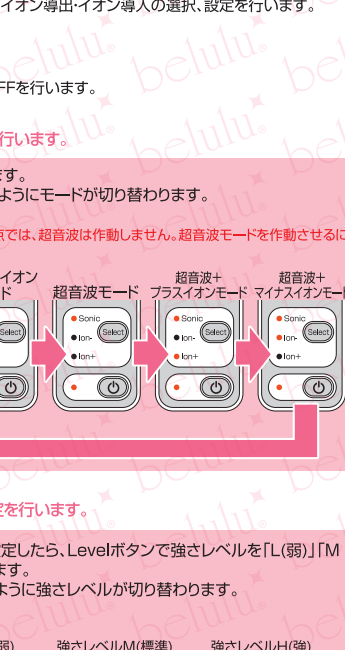 イオン導出・イオン導入の選択、設定を行います。
FFを行います。
行います。
ます。
ようにモードが切り替わります。
点では、超音波は作動しません。超音波モードを作動させるに
イオン
ド
超音波モード
超音波＋
プラスイオンモード
超音波＋
マイナスイオンモード
Select
Sonic
Ion-
Ion+
Select
Sonic
Ion-
Ion+
Select
Sonic
Ion-
Ion+
Select
定を行います。
定したら、Levelボタンで強さレベルを「L(弱)」「M
ます。
ように強さレベルが切り替わります。
弱)
強さレベルM(標準)
強さレベルH(強)
belulu.